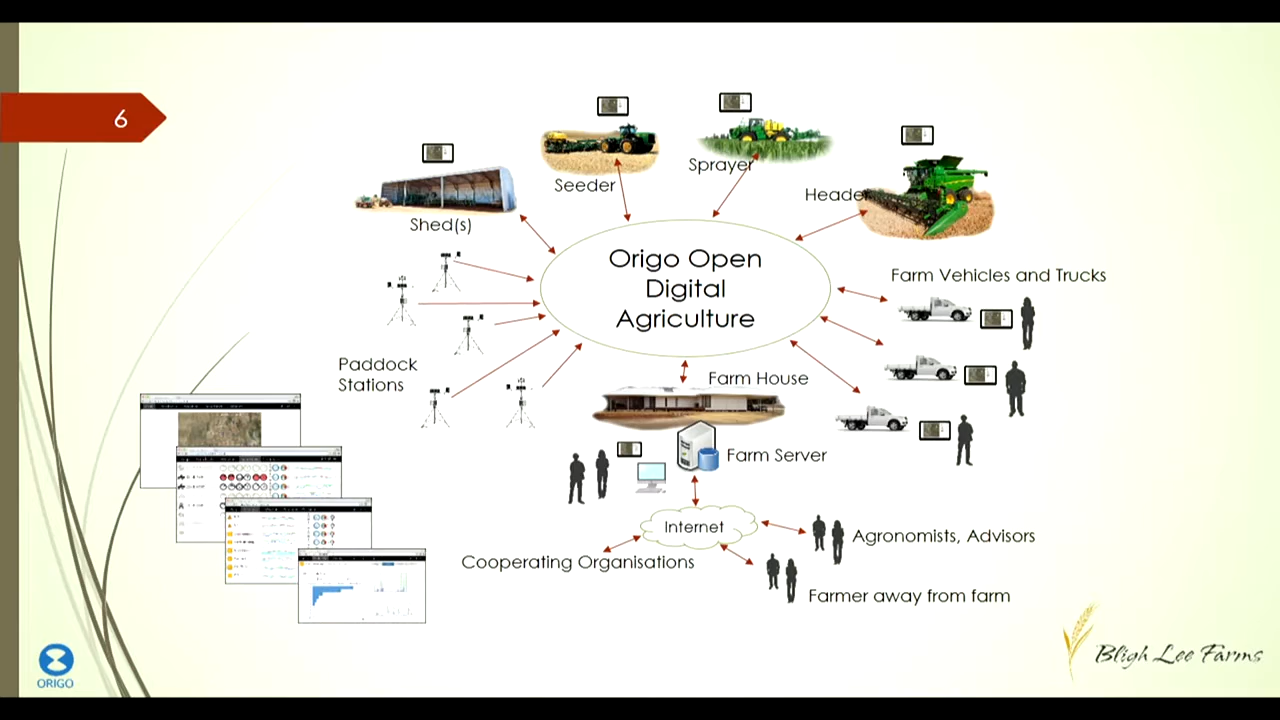 6
Seeder
Sprayer
Header
Shed(s)
Origo Open
Digital
Agriculture
Farm Vehicles and Trucks
Paddock
Stations
Farm House
Farm Server
Internet
Agronomists, Advisors
Cooperating Organisations
Farmer away from farm
ORIGO
Bligh Lee Farms